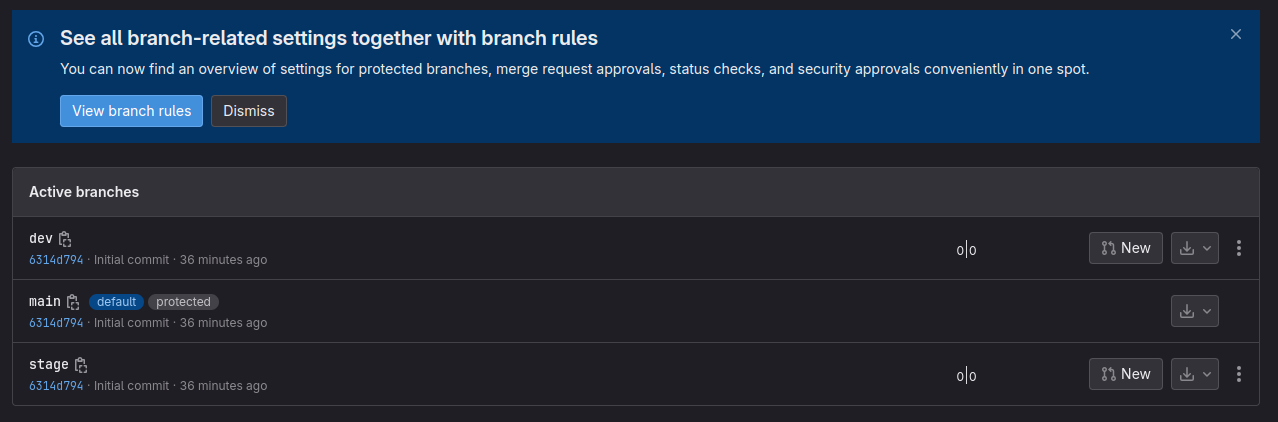 See all branch-related settings together with branch rules
You can now find an overview of settings for protected branches, merge request approvals, status checks, and security approvals conveniently in one spot.
View branch rules Dismiss
Active branches
dev
6314d794 · Initial commit · 36 minutes ago
0|0 New
main default protected
6314d794 · Initial commit · 36 minutes ago
stage
6314d794 · Initial commit · 36 minutes ago
0|0 New